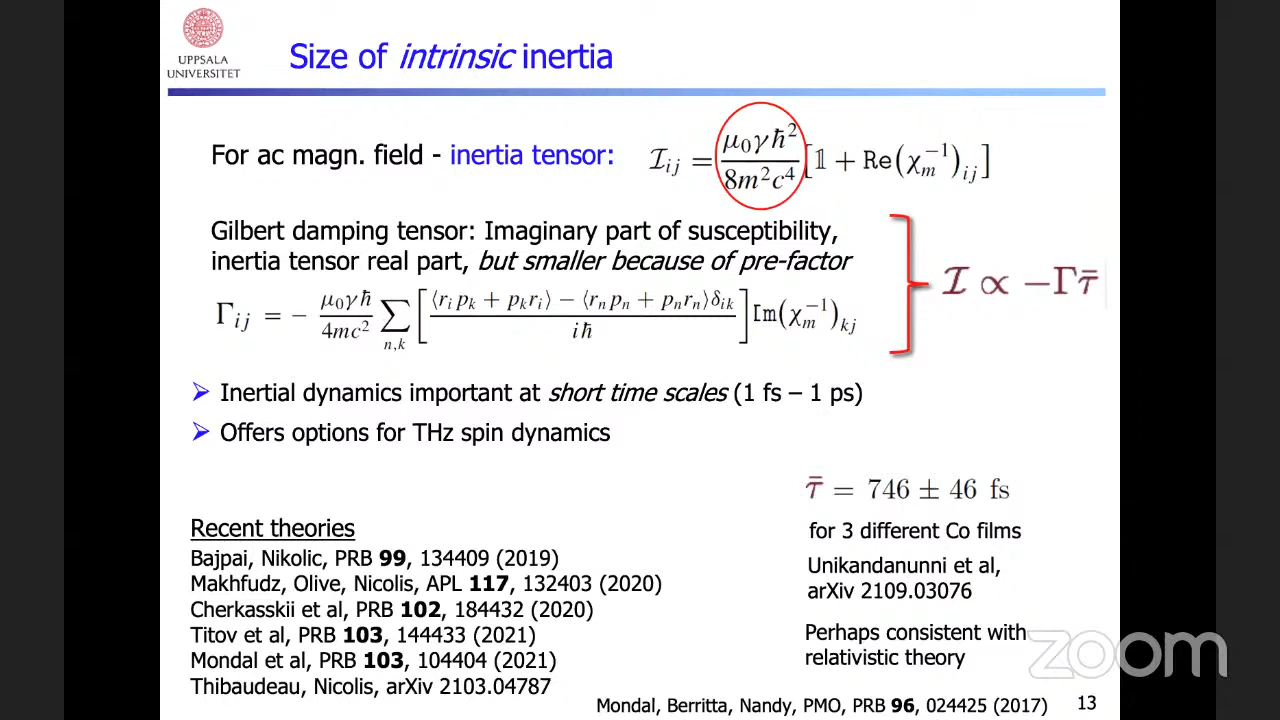 UPPSALA
UNIVERSITET
Size of intrinsic inertia
For ac magn. field - inertia tensor: ℐᵢⱼ = μ₀γℏ² / 8m²c⁴ [𝟙 + Re(χₘ⁻¹)ᵢⱼ]
Gilbert damping tensor: Imaginary part of susceptibility,
inertia tensor real part, but smaller because of pre-factor
ℐ ∝ −Γτ̄
Γᵢⱼ = − μ₀γℏ / 4mc² ∑ₙ,ₖ [ (⟨rᵢpₖ + pₖrᵢ⟩ − ⟨rₙpₙ + pₙrₙ⟩δᵢₖ) / iℏ ] Im(χₘ⁻¹)ₖⱼ
➢ Inertial dynamics important at short time scales (1 fs – 1 ps)
➢ Offers options for THz spin dynamics
τ̄ = 746 ± 46 fs
for 3 different Co films
Unikandanunni et al,
arXiv 2109.03076
Perhaps consistent with
relativistic theory
Recent theories
Bajpai, Nikolic, PRB 99, 134409 (2019)
Makhfudz, Olive, Nicolis, APL 117, 132403 (2020)
Cherkasskii et al, PRB 102, 184432 (2020)
Titov et al, PRB 103, 144433 (2021)
Mondal et al, PRB 103, 104404 (2021)
Thibaudeau, Nicolis, arXiv 2103.04787
Mondal, Berritta, Nandy, PMO, PRB 96, 024425 (2017)
13
zoom